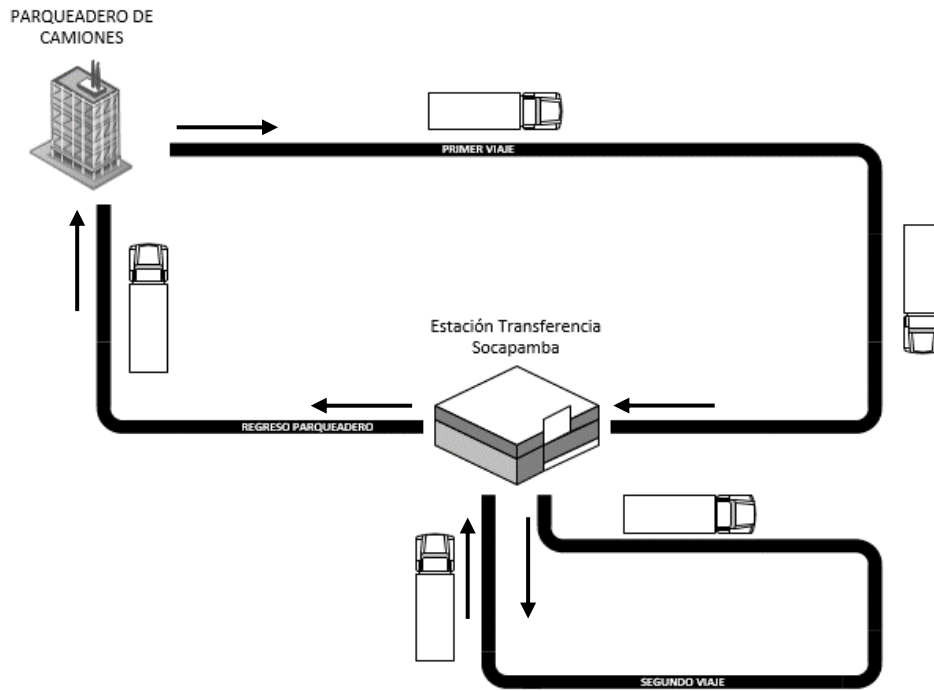 PARQUEADERO DE
CAMIONES
PRIMER VIAJE
Estación Transferencia
Socapamba
REGRESO PARQUEADERO
SEGUNDO VIAJE